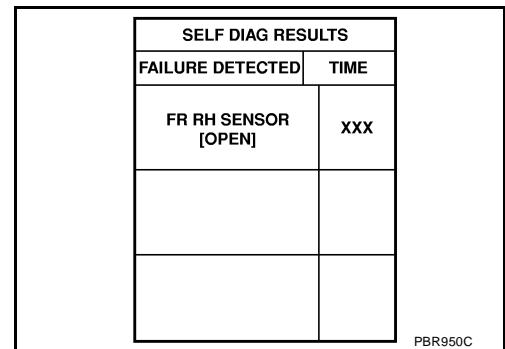 SELF DIAG RESULTS
FAILURE DETECTED TIME
FR RH SENSOR
[OPEN]
XXX
PBR950C